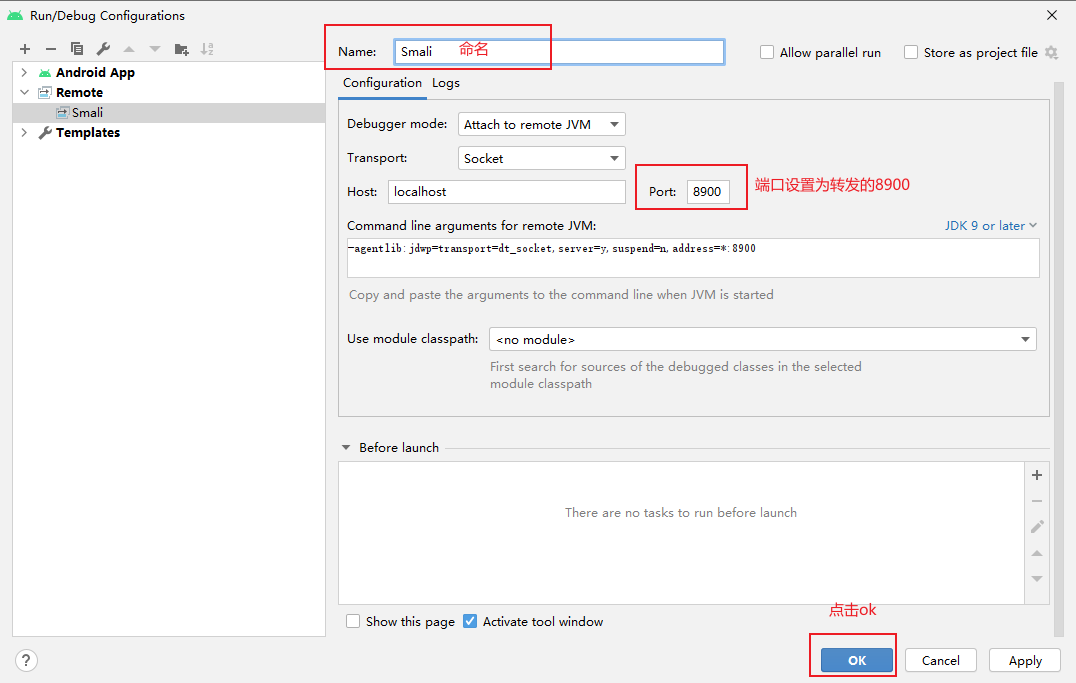 Run/Debug Configurations
Android App
Remote
Smali
Templates
Name: Smali 命名
Allow parallel run
Store as project file
Configuration Logs
Debugger mode: Attach to remote JVM
Transport: Socket
Host: localhost
Port: 8900
端口设置为转发的8900
Command line arguments for remote JVM:
JDK 9 or later
-agentlib:jdwp=transport=dt_socket,server=y,suspend=n,address=*:8900
Copy and paste the arguments to the command line when JVM is started
Use module classpath: <no module>
First search for sources of the debugged classes in the selected
module classpath
Before launch
There are no tasks to run before launch
Show this page
Activate tool window
点击ok
?
OK
Cancel
Apply